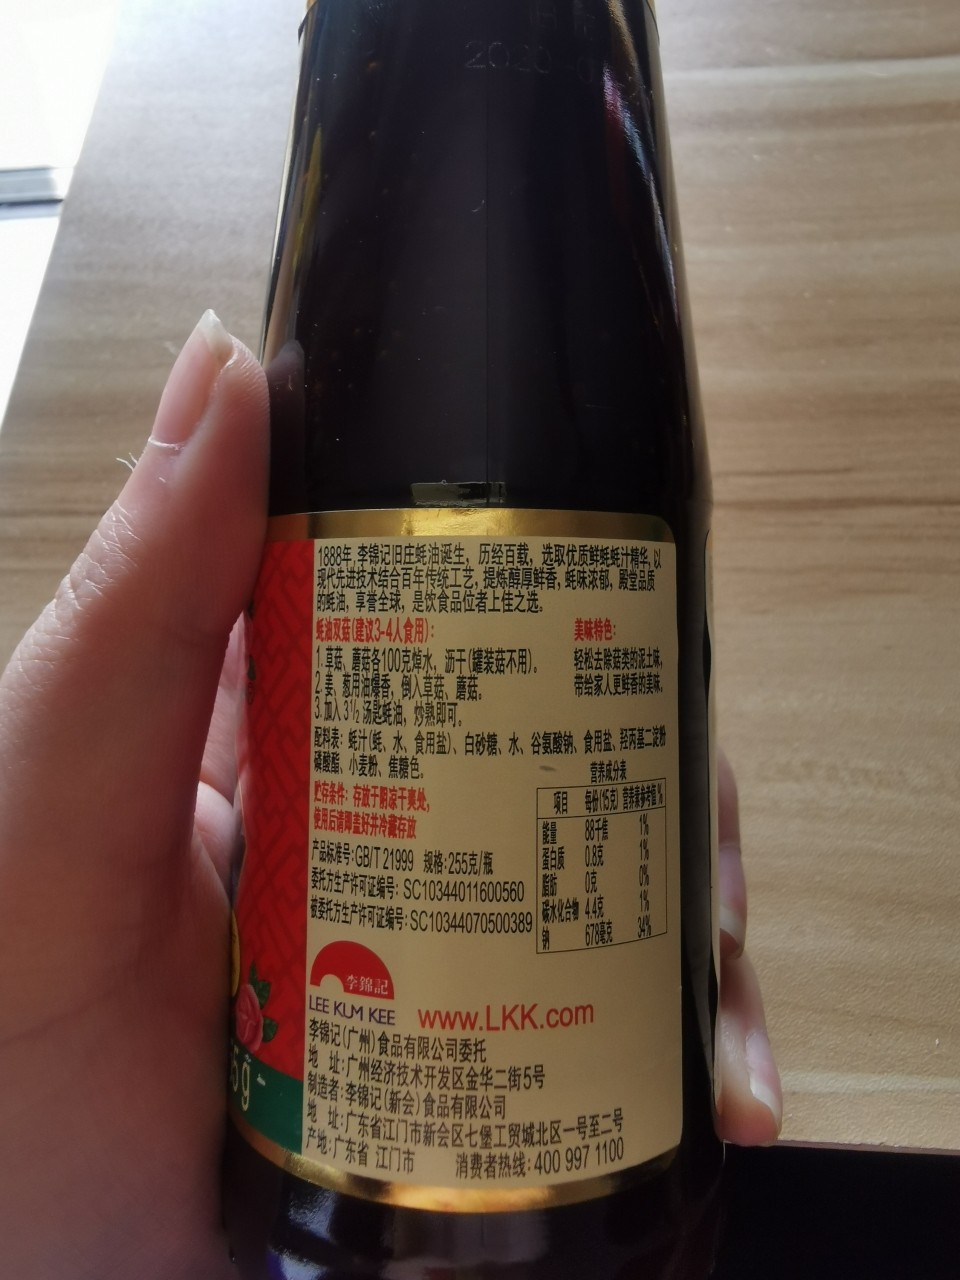 2020
1888年, 李锦记旧庄蚝油诞生, 历经百载, 选取优质鲜蚝蚝汁精华, 以
现代先进技术结合百年传统工艺, 提炼醇厚鲜香, 蚝味浓郁, 殿堂品质
的蚝油, 享誉全球, 是饮食品位者上佳之选。
蚝油双菇(建议3-4人食用):
1. 草菇、蘑菇各100克焯水, 沥干(罐装菇不用)。
2. 姜、葱用油爆香, 倒入草菇、蘑菇。
3. 加入 3½ 汤匙蚝油, 炒熟即可。
美味特色:
轻松去除菇类的泥土味,
带给家人更鲜香的美味。
配料表: 蚝汁(蚝、水、食用盐)、白砂糖、水、谷氨酸钠、食用盐、羟丙基二淀粉
磷酸酯、小麦粉、焦糖色。
贮存条件: 存放于阴凉干爽处,
使用后请即盖好并冷藏存放
产品标准号:GB/T 21999 规格:255克/瓶
委托方生产许可证编号: SC10344011600560
被委托方生产许可证编号:SC10344070500389
营养成分表
项目 每份(15克) 营养素参考值%
能量 88千焦 1%
蛋白质 0.8克 1%
脂肪 0克 0%
碳水化合物 4.4克 1%
钠 678毫克 34%
李錦記
LEE KUM KEE
www.LKK.com
李锦记(广州)食品有限公司委托
地 址:广州经济技术开发区金华二街5号
制造者:李锦记(新会)食品有限公司
地 址:广东省江门市新会区七堡工贸城北区一号至二号
产地:广东省 江门市 消费者热线:400 997 1100
5g